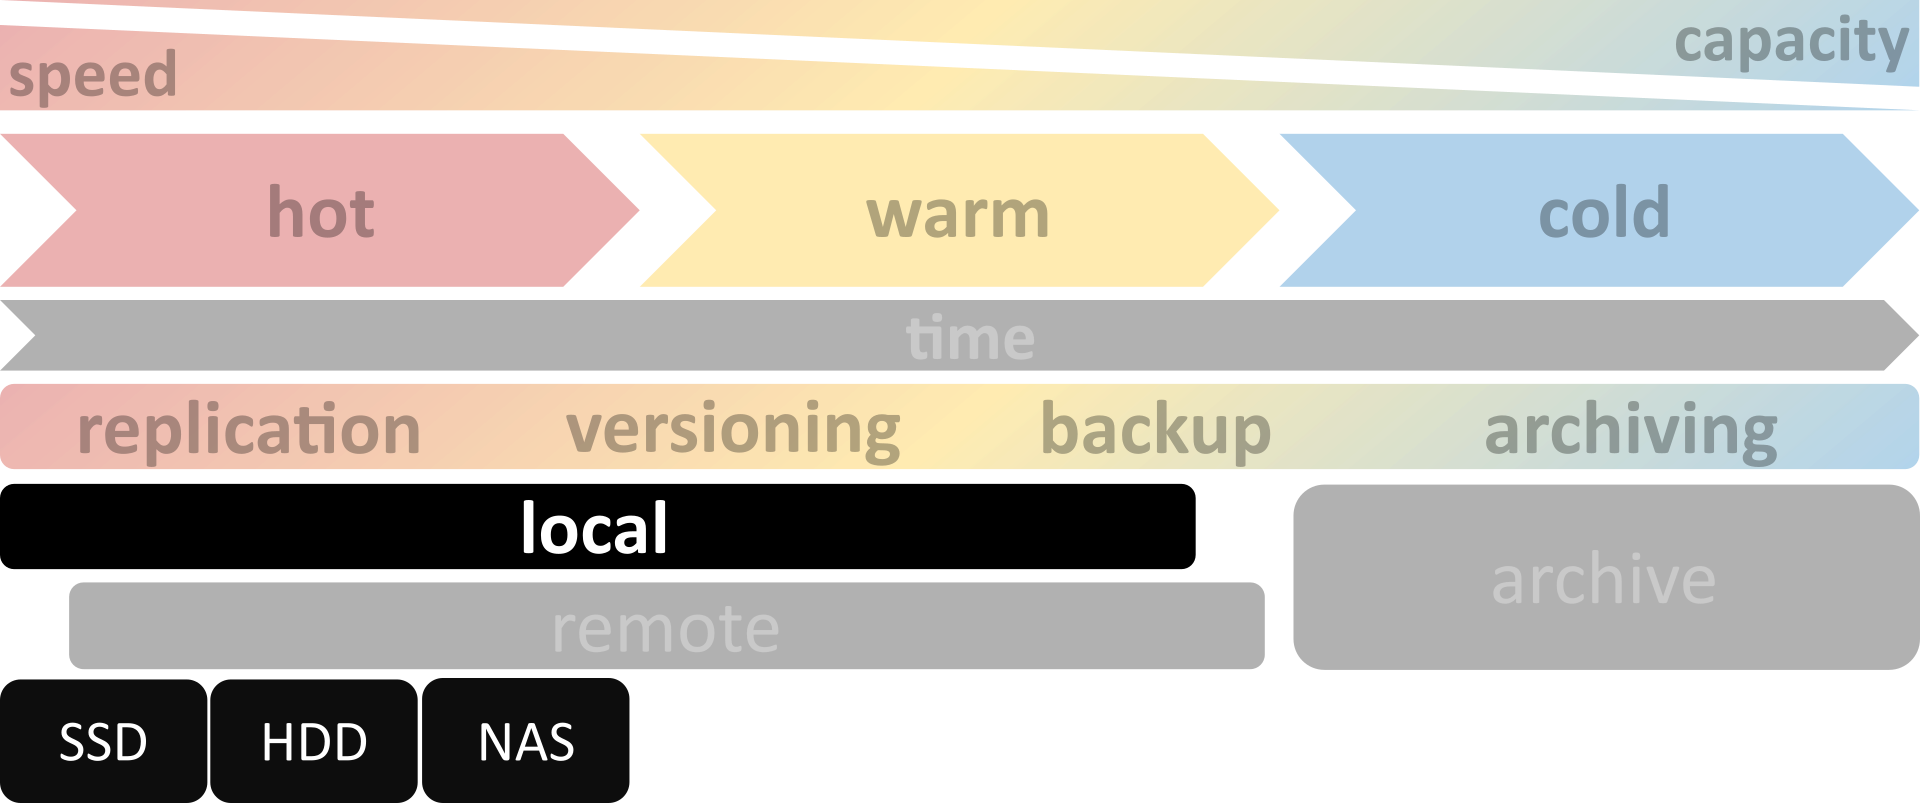 speed
capacity
hot
warm
cold
time
replication versioning backup archiving
local
archive
remote
SSD HDD NAS